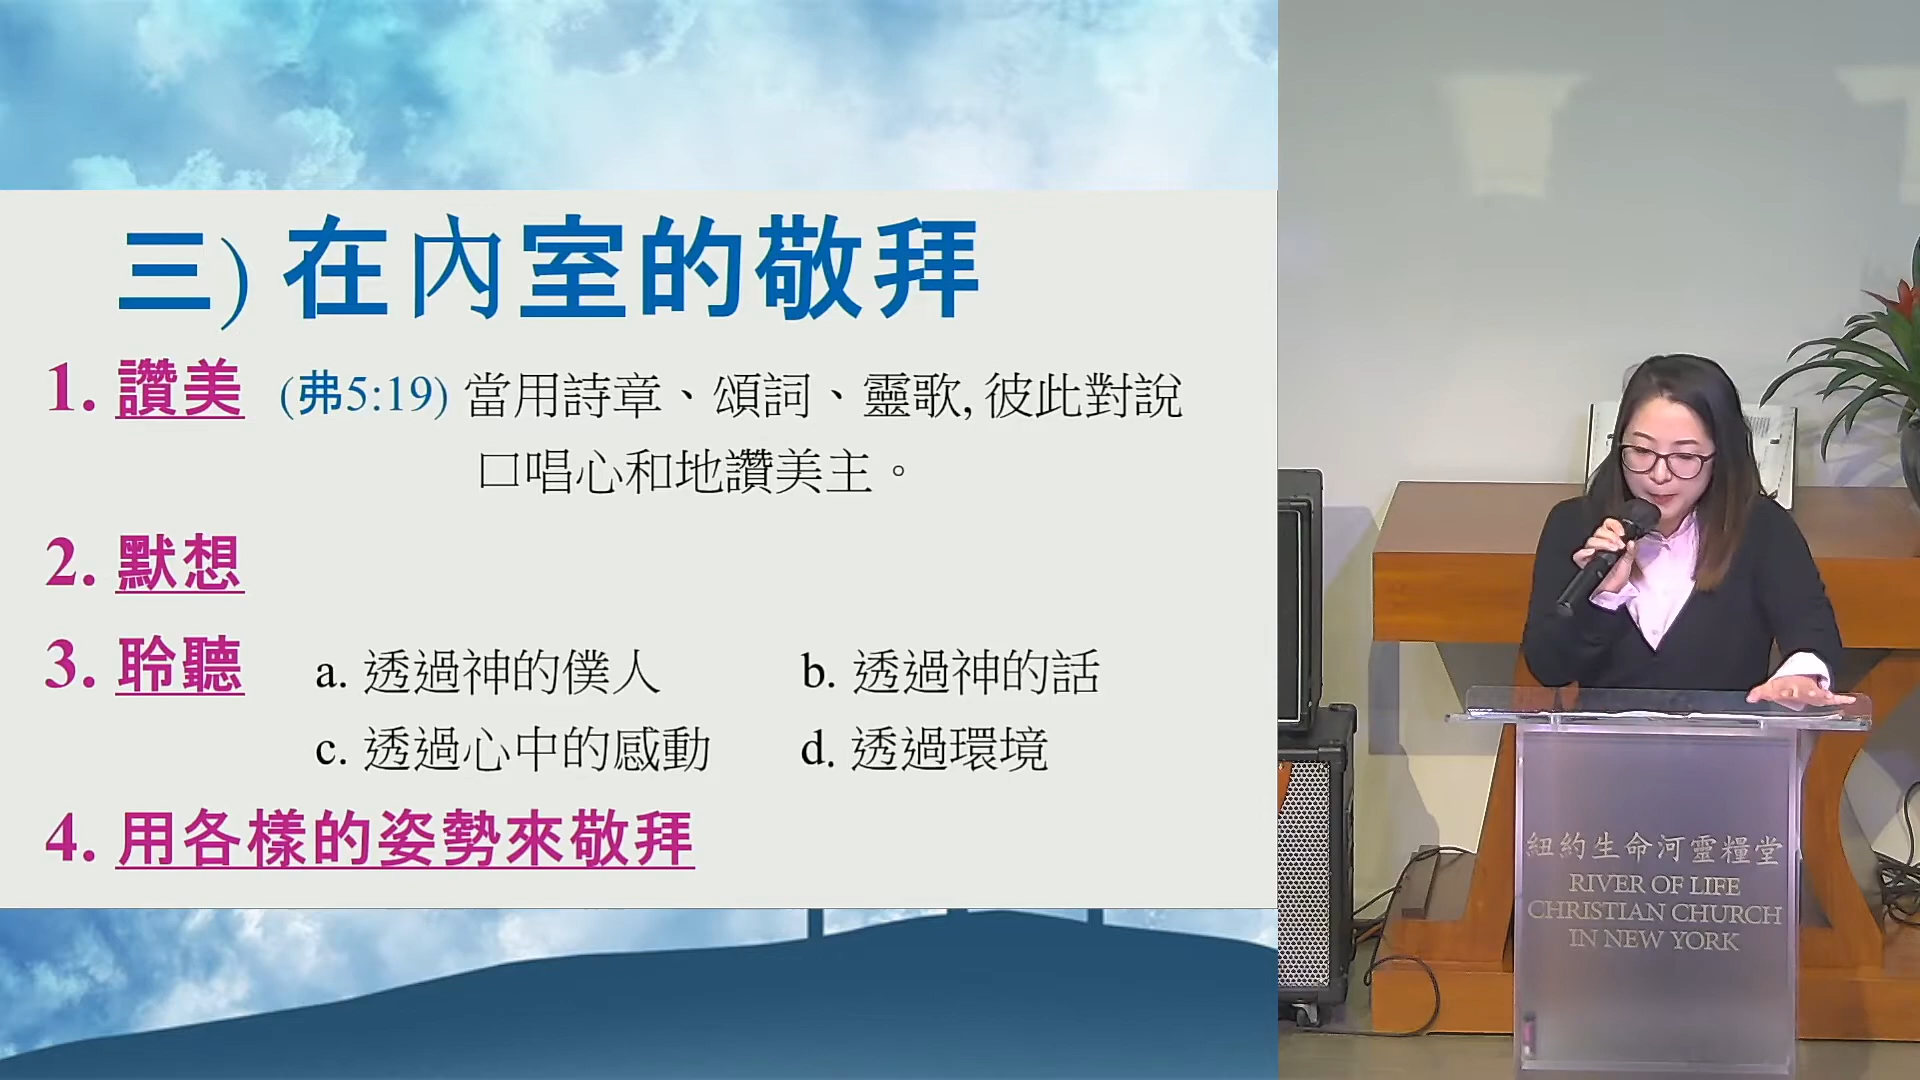 三) 在內室的敬拜
1. 讚美 (弗5:19) 當用詩章、頌詞、靈歌, 彼此對說
口唱心和地讚美主。
2. 默想
3. 聆聽 a. 透過神的僕人 b. 透過神的話
c. 透過心中的感動 d. 透過環境
4. 用各樣的姿勢來敬拜
紐約生命河靈糧堂
RIVER OF LIFE
CHRISTIAN CHURCH
IN NEW YORK